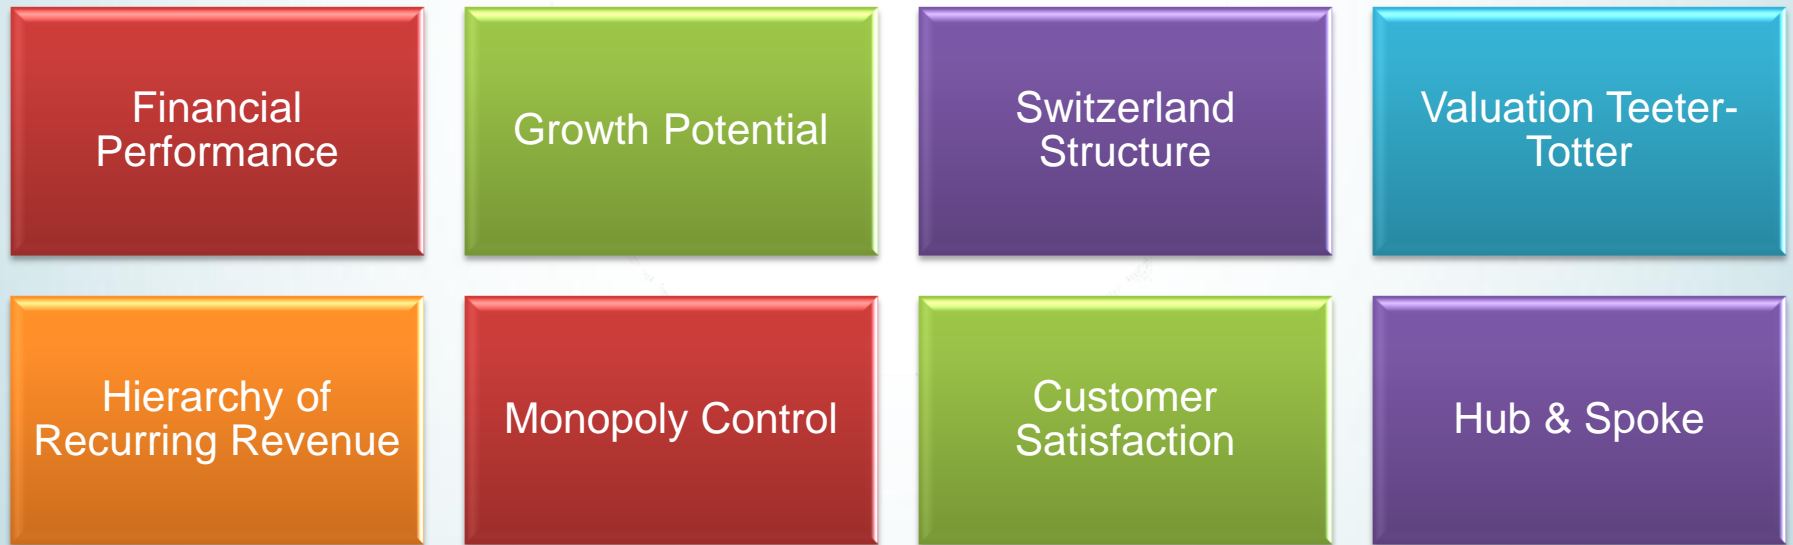 Financial
Performance
Growth Potential
Switzerland
Structure
Valuation Teeter-
Totter
Hierarchy of
Recurring Revenue
Monopoly Control
Customer
Satisfaction
Hub & Spoke